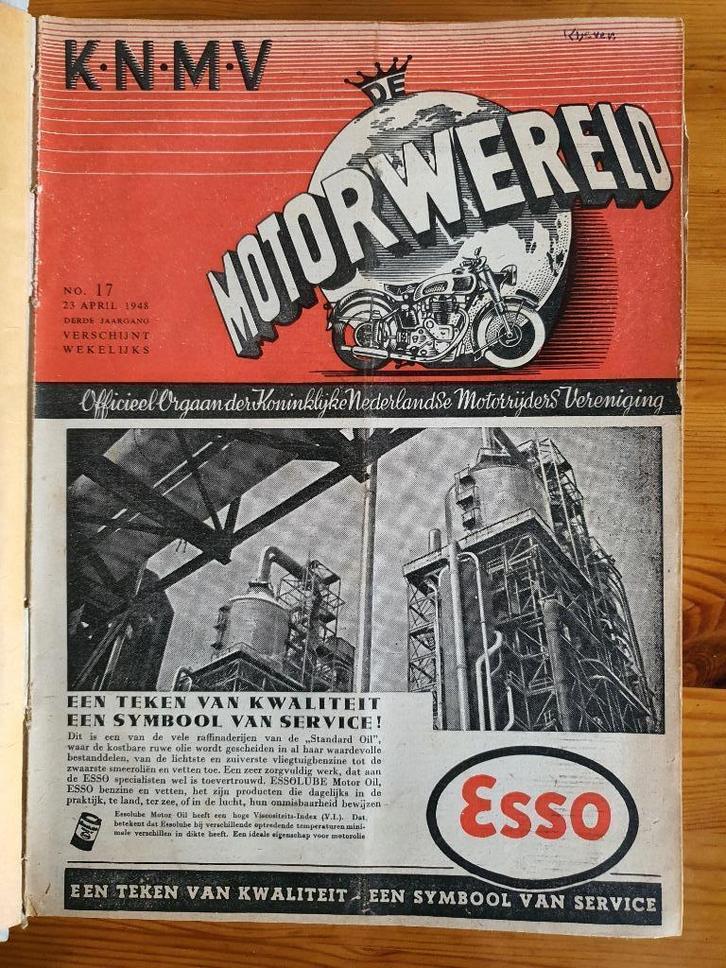 K·N·M·V
DE
MOTORWERELD
NO. 17
23 APRIL 1948
DERDE JAARGANG
VERSCHIJNT
WEKELIJKS
Officieel Orgaan der Koninklijke Nederlandse Motorrijders Vereniging
EEN TEKEN VAN KWALITEIT
EEN SYMBOOL VAN SERVICE!
Dit is een van de vele raffinaderijen van de „Standard Oil”,
waar de kostbare ruwe olie wordt gescheiden in al haar waardevolle
bestanddelen, van de lichtste en zuiverste vliegtuigbenzine tot de
zwaarste smeeroliën en vetten toe. Een zeer zorgvuldig werk, dat aan
de ESSO specialisten wel is toevertrouwd. ESSOLUBE Motor Oil,
ESSO benzine en vetten, het zijn producten die dagelijks in de
praktijk, te land, ter zee, of in de lucht, hun onmisbaarheid bewijzen
Essolube Motor Oil heeft een hoge Viscositeits-Index (V.I.). Dat
betekent dat Essolube bij verschillende optredende temperaturen mini-
male verschillen in dikte heeft. Een ideale eigenschap voor motorolie
Esso
EEN TEKEN VAN KWALITEIT - EEN SYMBOOL VAN SERVICE